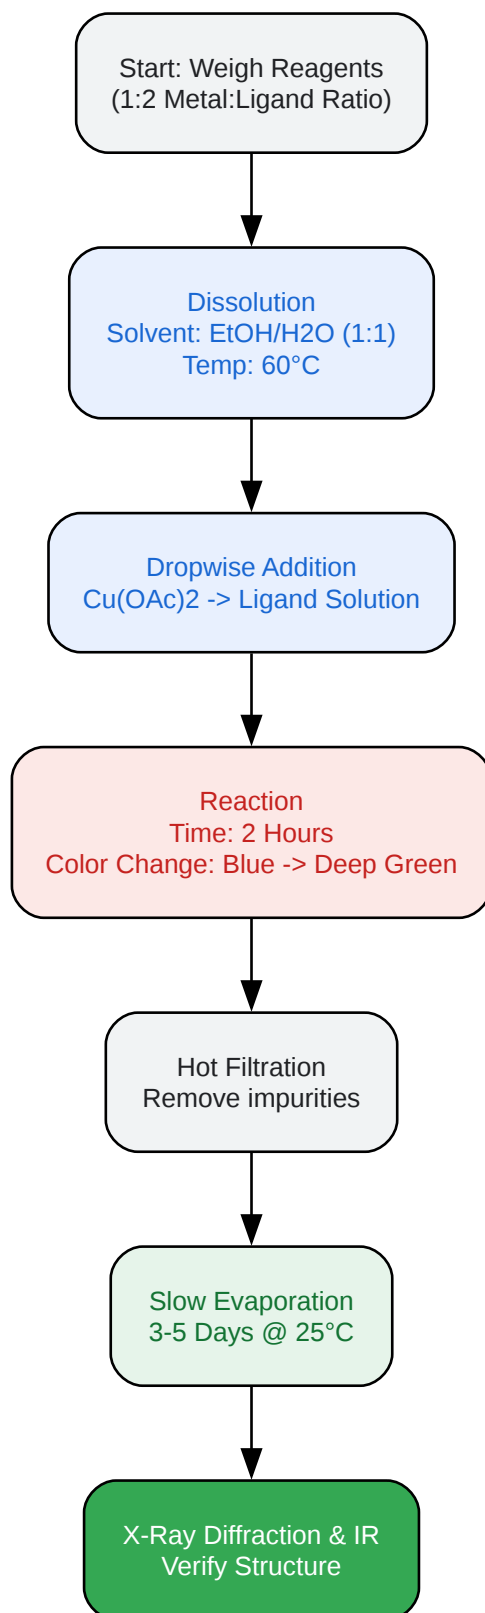 Start: Weigh Reagents
(1:2 Metal:Ligand Ratio)
Dissolution
Solvent: EtOH/H2O (1:1)
Temp: 60°C
Dropwise Addition
Cu(OAc)2 -> Ligand Solution
Reaction
Time: 2 Hours
Color Change: Blue -> Deep Green
Hot Filtration
Remove impurities
Slow Evaporation
3-5 Days @ 25°C
X-Ray Diffraction & IR
Verify Structure